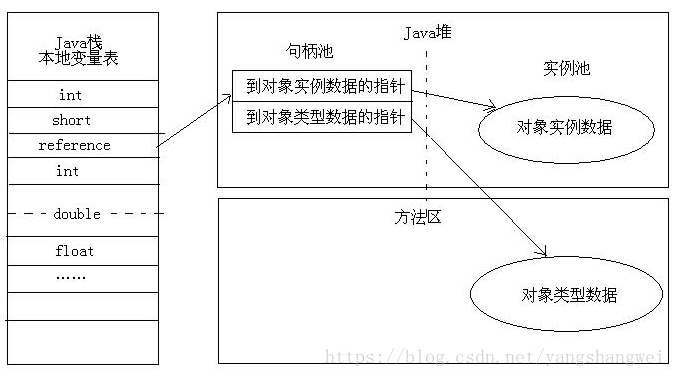 Java栈
本地变量表
int
short
reference
int
double
float
……
Java堆
句柄池
实例池
到对象实例数据的指针
到对象类型数据的指针
对象实例数据
方法区
对象类型数据
https://blog.csdn.net/yangshangwei